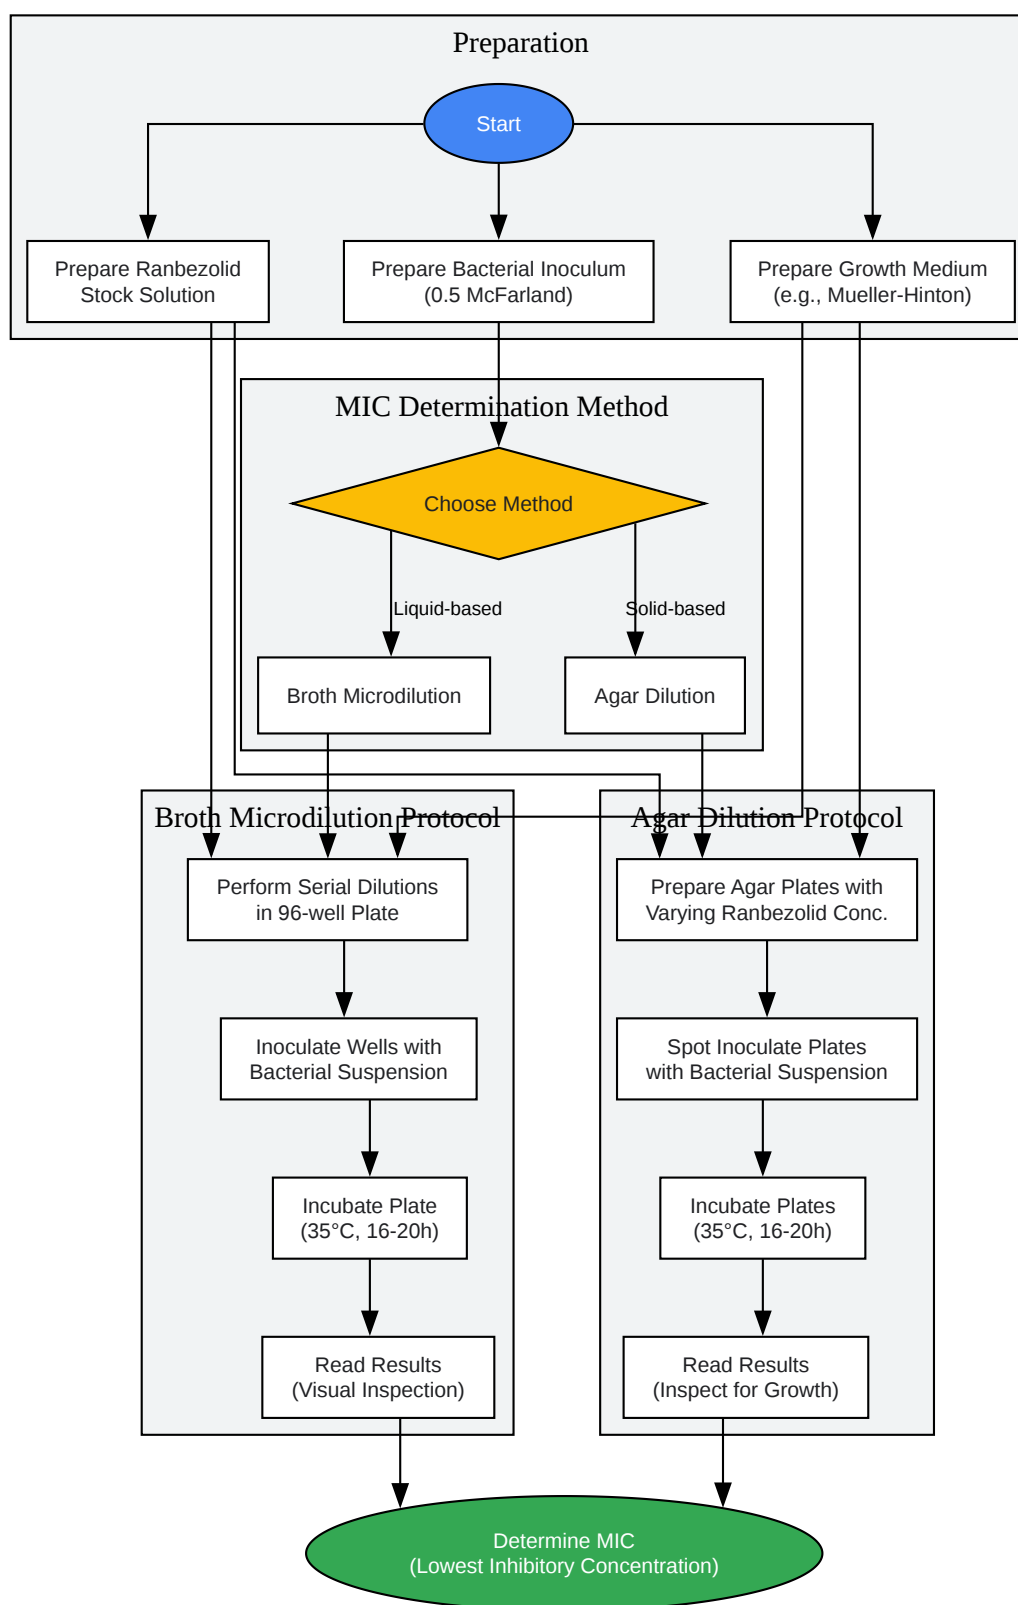 Preparation
Start
Prepare Ranbezolid
Stock Solution
Prepare Bacterial Inoculum
(0.5 McFarland)
Prepare Growth Medium
(e.g., Mueller-Hinton)
MIC Determination Method
Choose Method
Liquid-based
Solid-based
Broth Microdilution
Agar Dilution
Broth Microdilution Protocol
Agar Dilution Protocol
Perform Serial Dilutions
in 96-well Plate
Prepare Agar Plates with
Varying Ranbezolid Conc.
Inoculate Wells with
Bacterial Suspension
Spot Inoculate Plates
with Bacterial Suspension
Incubate Plate
(35°C, 16-20h)
Incubate Plates
(35°C, 16-20h)
Read Results
(Visual Inspection)
Read Results
(Inspect for Growth)
Determine MIC
(Lowest Inhibitory Concentration)